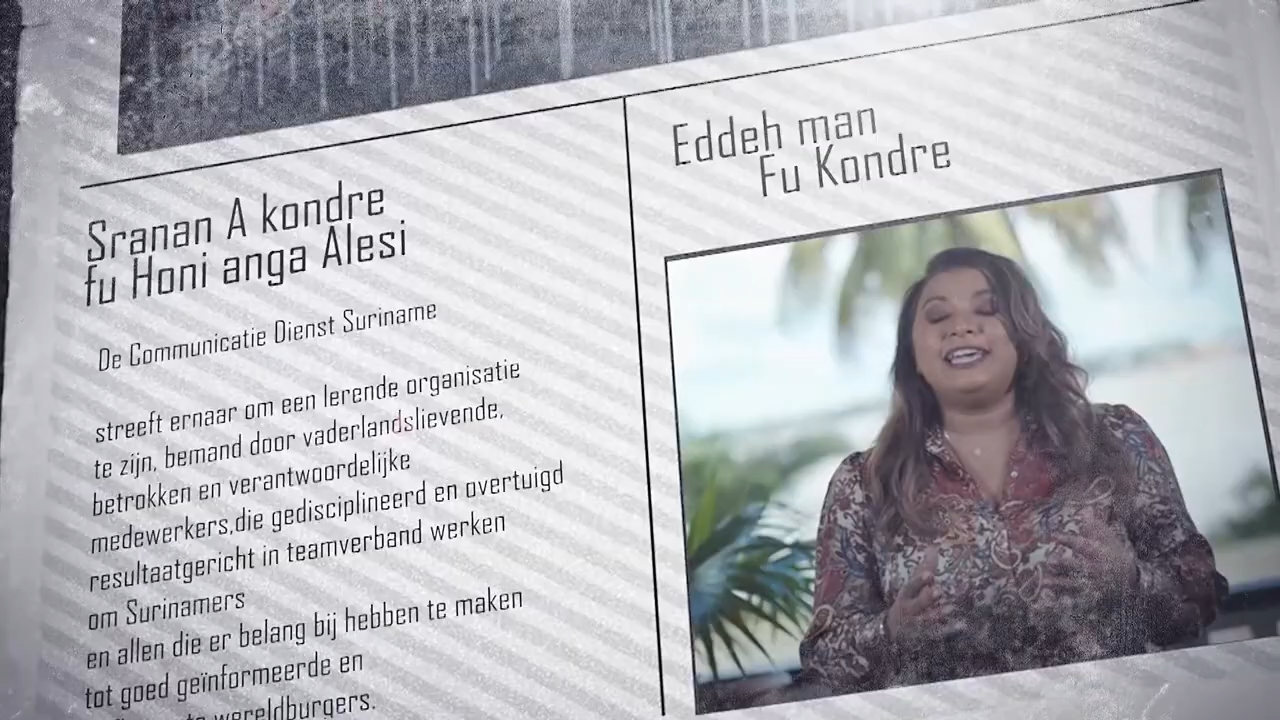 Sranan A kondre
fu Honi anga Alesi
De Communicatie Dienst Suriname
streeft ernaar om een lerende organisatie
te zijn, bemand door vaderlandslievende,
betrokken en verantwoordelijke
medewerkers,die gedisciplineerd en overtuigd
resultaatgericht in teamverband werken
om Surinamers
en allen die er belang bij hebben te maken
tot goed geïnformeerde en
wereldburgers.
Eddeh man
Fu Kondre